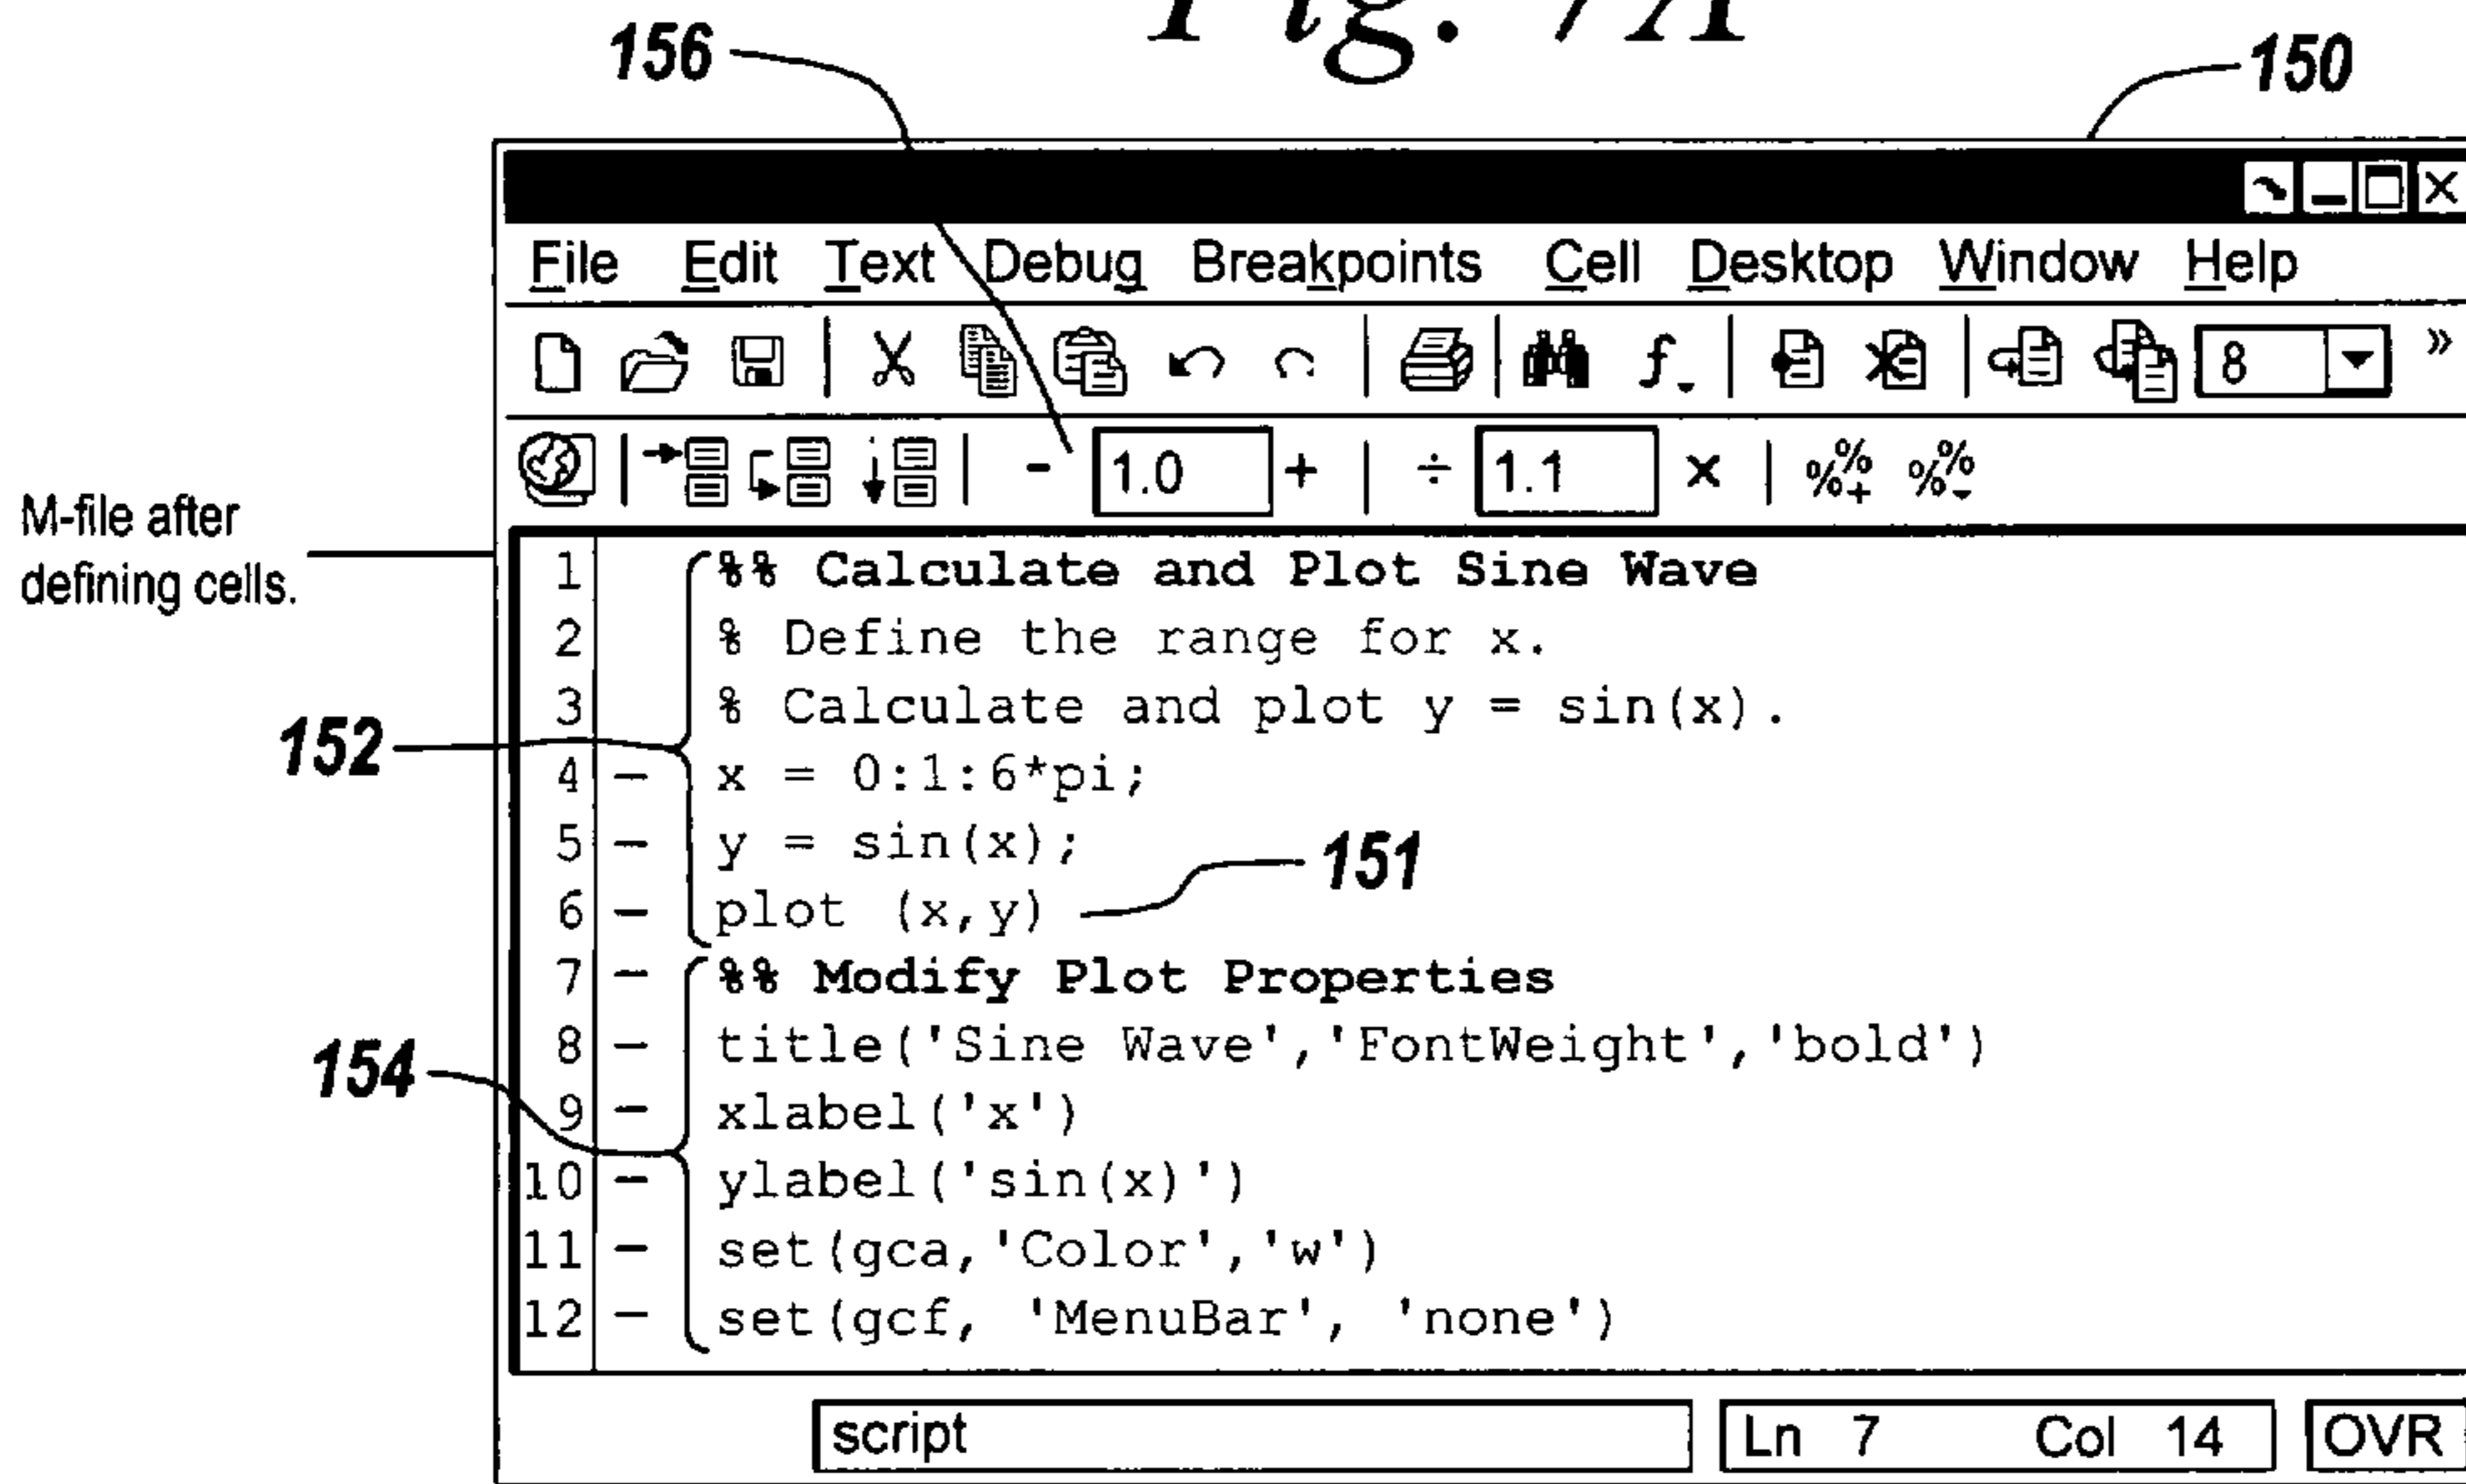 Fig. 7A
156
150
File Edit Text Debug Breakpoints Cell Desktop Window Help
8 »
- 1.0 + ÷ 1.1 × %%+ %%
M-file after
defining cells.
1 %% Calculate and Plot Sine Wave
2 % Define the range for x.
3 % Calculate and plot y = sin(x).
152
4 - x = 0:1:6*pi;
5 - y = sin(x);
151
6 - plot (x,y)
7 - %% Modify Plot Properties
8 - title('Sine Wave','FontWeight','bold')
154
9 - xlabel('x')
10 - ylabel('sin(x)')
11 - set(gca,'Color','w')
12 - set(gcf, 'MenuBar', 'none')
script Ln 7 Col 14 OVR